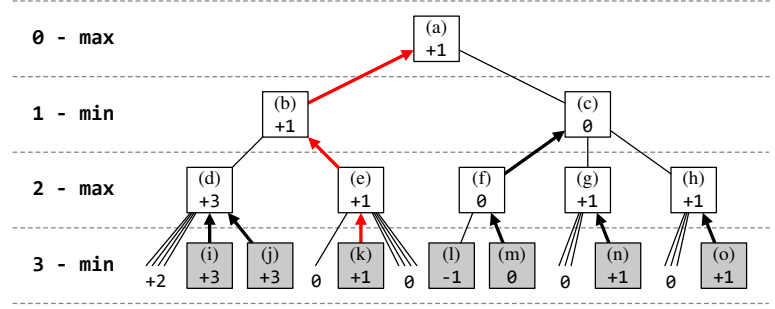 0 - max
(a)
+1
1 - min
(b)
+1
(c)
0
2 - max
(d)
+3
(e)
+1
(f)
0
(g)
+1
(h)
+1
3 - min
+2
(i)
+3
(j)
+3
0
(k)
+1
0
(l)
-1
(m)
0
0
(n)
+1
0
(o)
+1